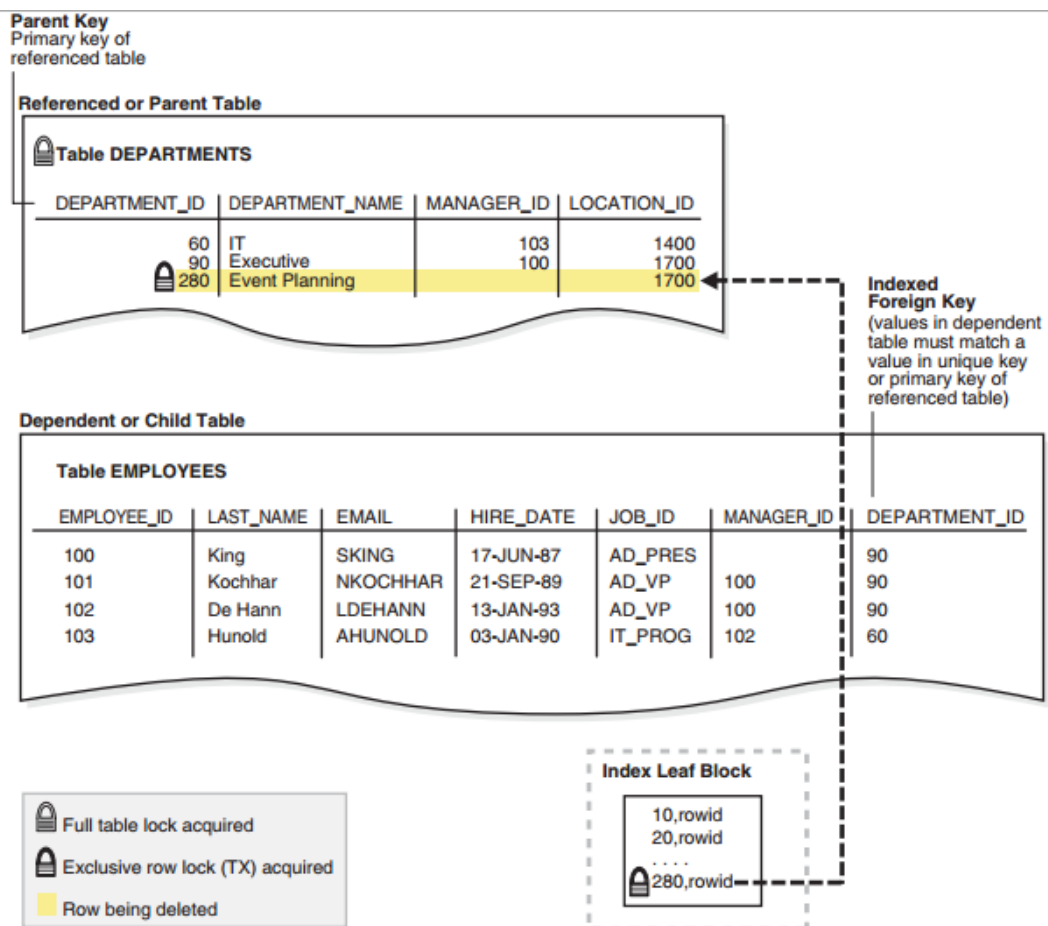 Parent Key
Primary key of
referenced table
Referenced or Parent Table
Table DEPARTMENTS
DEPARTMENT_ID DEPARTMENT_NAME MANAGER_ID LOCATION_ID
60 IT 103 1400
90 Executive 100 1700
280 Event Planning 1700
Indexed
Foreign Key
(values in dependent
table must match a
value in unique key
or primary key of
referenced table)
Dependent or Child Table
Table EMPLOYEES
EMPLOYEE_ID LAST_NAME EMAIL HIRE_DATE JOB_ID MANAGER_ID DEPARTMENT_ID
100 King SKING 17-JUN-87 AD_PRES 90
101 Kochhar NKOCHHAR 21-SEP-89 AD_VP 100 90
102 De Hann LDEHANN 13-JAN-93 AD_VP 100 90
103 Hunold AHUNOLD 03-JAN-90 IT_PROG 102 60
Index Leaf Block
10,rowid
20,rowid
. . . .
280,rowid
Full table lock acquired
Exclusive row lock (TX) acquired
Row being deleted